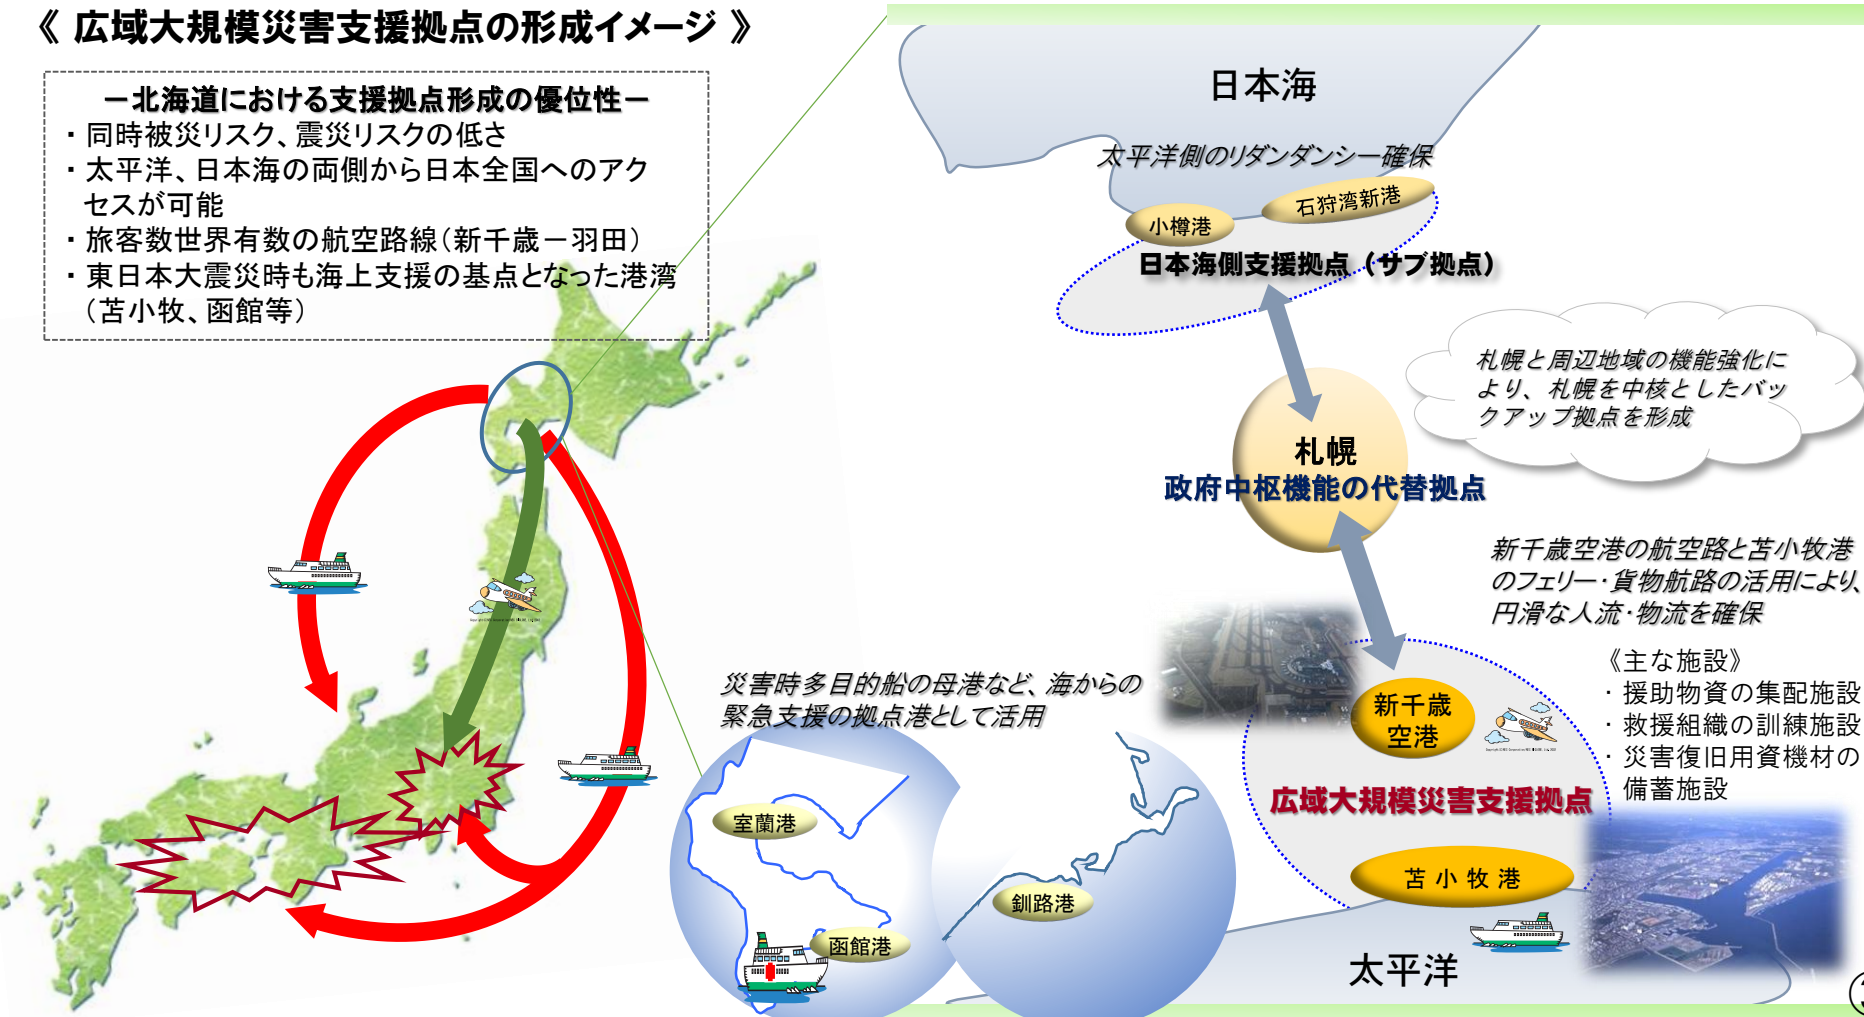 《 広域大規模災害支援拠点の形成イメージ 》
－北海道における支援拠点形成の優位性－
・同時被災リスク、震災リスクの低さ
・太平洋、日本海の両側から日本全国へのアク
セスが可能
・旅客数世界有数の航空路線（新千歳－羽田）
・東日本大震災時も海上支援の基点となった港湾
（苫小牧、函館等）
日本海
太平洋側のリダンダンシー確保
小樽港
石狩湾新港
日本海側支援拠点（サブ拠点）
札幌と周辺地域の機能強化に
より、札幌を中核としたバッ
クアップ拠点を形成
札幌
政府中枢機能の代替拠点
新千歳空港の航空路と苫小牧港
のフェリー・貨物航路の活用により、
円滑な人流・物流を確保
《主な施設》
・援助物資の集配施設
・救援組織の訓練施設
・災害復旧用資機材の
備蓄施設
新千歳
空港
広域大規模災害支援拠点
苫小牧港
太平洋
災害時多目的船の母港など、海からの
緊急支援の拠点港として活用
室蘭港
函館港
釧路港